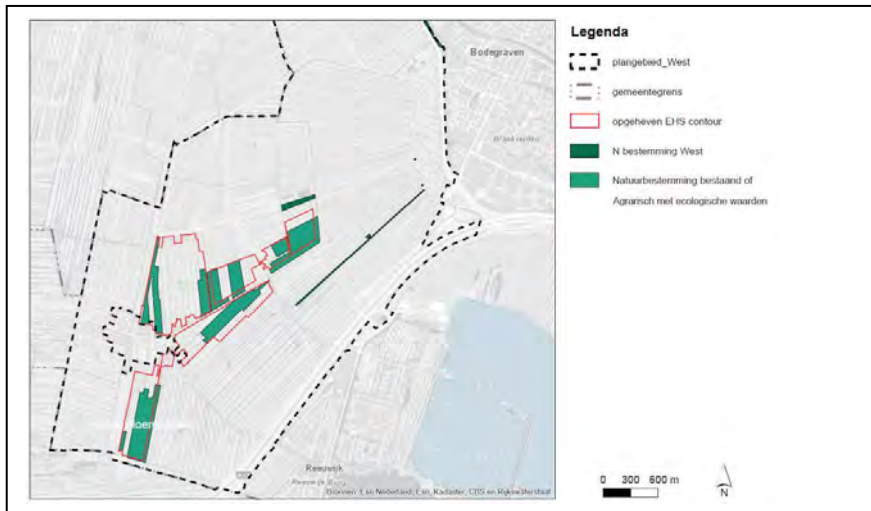 Bodegraven
Reeuwijk
Bronnen: Esri Nederland, Esri, Kadaster, CBS en Rijkswaterstaat
Legenda
plangebied_West
gemeentegrens
opgeheven EHS contour
N bestemming West
Natuurbestemming bestaand of
Agrarisch met ecologische waarden
0 300 600 m
N